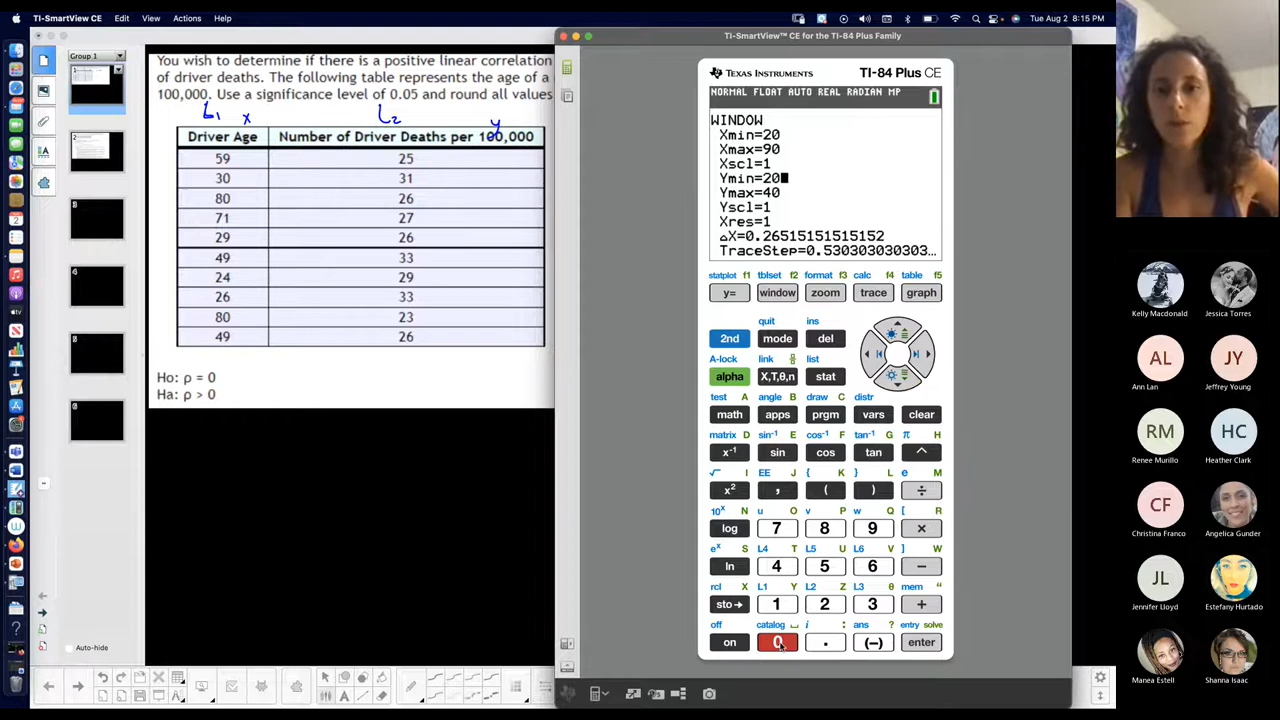 TI-SmartView CE Edit View Actions Help
Tue Aug 2 8:15 PM
TI-SmartView™ CE for the TI-84 Plus Family
Group 1
You wish to determine if there is a positive linear correlation
of driver deaths. The following table represents the age of a
100,000. Use a significance level of 0.05 and round all values
L1 x L2 y
Driver Age Number of Driver Deaths per 100,000
59 25
30 31
80 26
71 27
29 26
49 33
24 29
26 33
80 23
49 26
Ho: ρ = 0
Ha: ρ > 0
Auto-hide
TEXAS INSTRUMENTS TI-84 Plus CE
NORMAL FLOAT AUTO REAL RADIAN MP
WINDOW
Xmin=20
Xmax=90
Xscl=1
Ymin=20
Ymax=40
Yscl=1
Xres=1
△X=0.26515151515152
TraceStep=0.530303030303...
statplot f1 tblset f2 format f3 calc f4 table f5
y= window zoom trace graph
quit ins
2nd mode del
A-lock link list
alpha X,T,θ,n stat
test A angle B draw C distr
math apps prgm vars clear
matrix D sin⁻¹ E cos⁻¹ F tan⁻¹ G π H
x⁻¹ sin cos tan ^
√ I EE J { K } L e M
x² , ( ) ÷
10ˣ N u O v P w Q [ R
log 7 8 9 ×
eˣ S L4 T L5 U L6 V ] W
ln 4 5 6 −
rcl X L1 Y L2 Z L3 θ mem "
sto→ 1 2 3 +
off catalog i : ans ? entry solve
on 0 . (−) enter
Kelly Macdonald Jessica Torres
AL JY
Ann Lan Jeffrey Young
RM HC
Renee Murillo Heather Clark
CF
Christina Franco Angelica Gunder
JL
Jennifer Lloyd Estefany Hurtado
Manea Estell Shanna Isaac